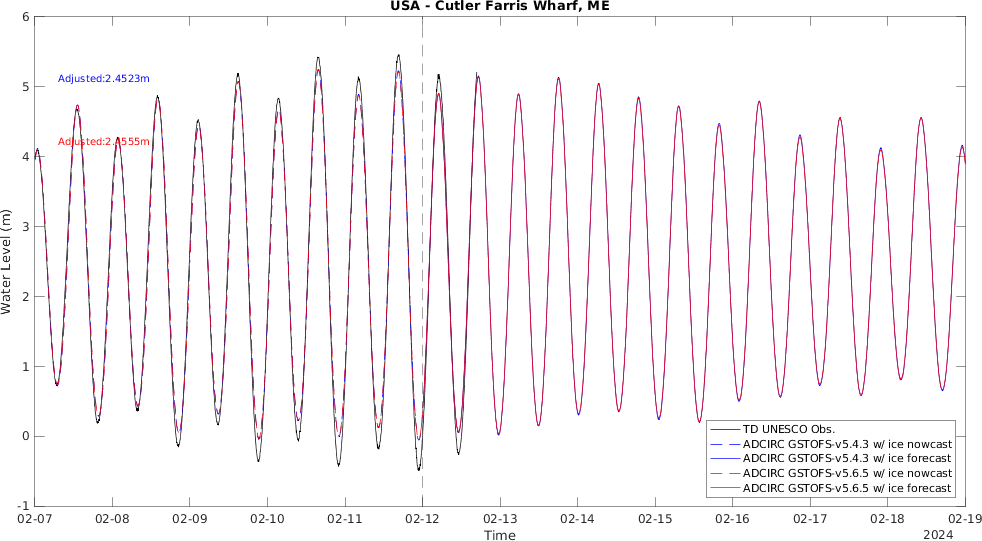 USA - Cutler Farris Wharf, ME
6
5
4
3
2
1
0
-1
Water Level (m)
Adjusted:2.4523m
Adjusted:2.4555m
TD UNESCO Obs.
ADCIRC GSTOFS-v5.4.3 w/ ice nowcast
ADCIRC GSTOFS-v5.4.3 w/ ice forecast
ADCIRC GSTOFS-v5.6.5 w/ ice nowcast
ADCIRC GSTOFS-v5.6.5 w/ ice forecast
02-07 02-08 02-09 02-10 02-11 02-12 02-13 02-14 02-15 02-16 02-17 02-18 02-19
Time 2024